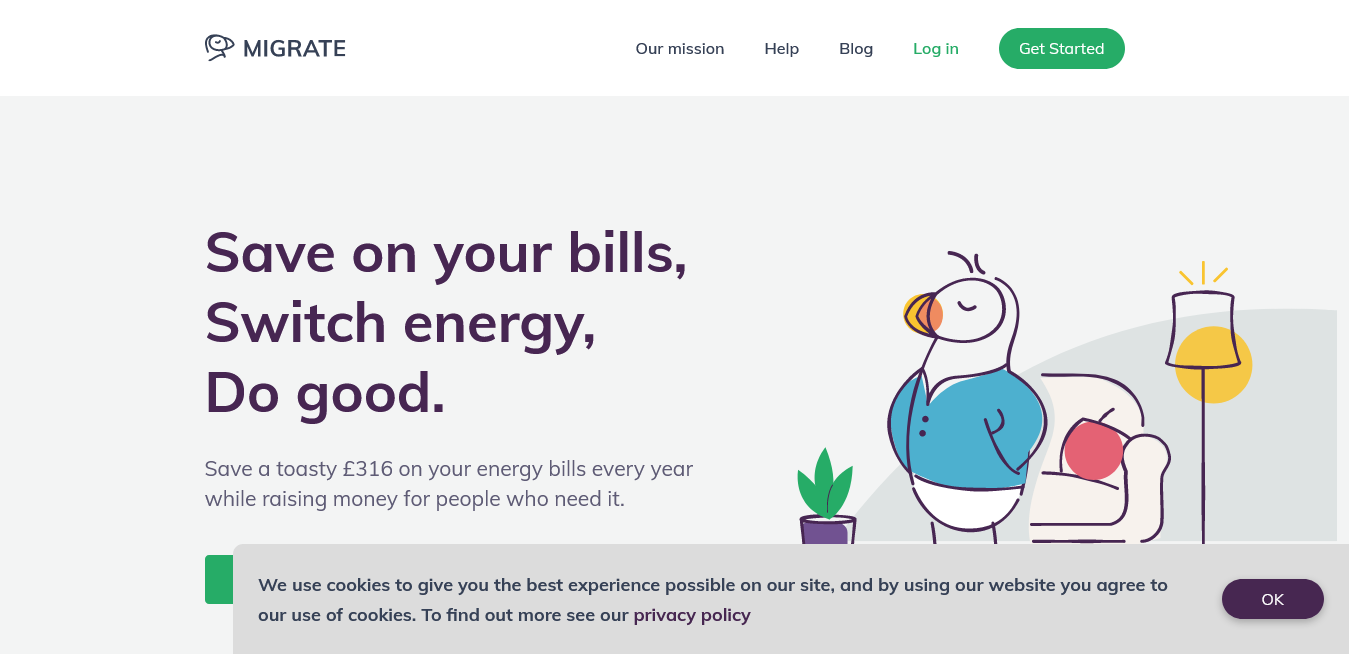 MIGRATE
Our mission
Help
Blog
Log in
Get Started
Save on your bills,
Switch energy,
Do good.
Save a toasty £316 on your energy bills every year
while raising money for people who need it.
We use cookies to give you the best experience possible on our site, and by using our website you agree to
our use of cookies. To find out more see our privacy policy
OK